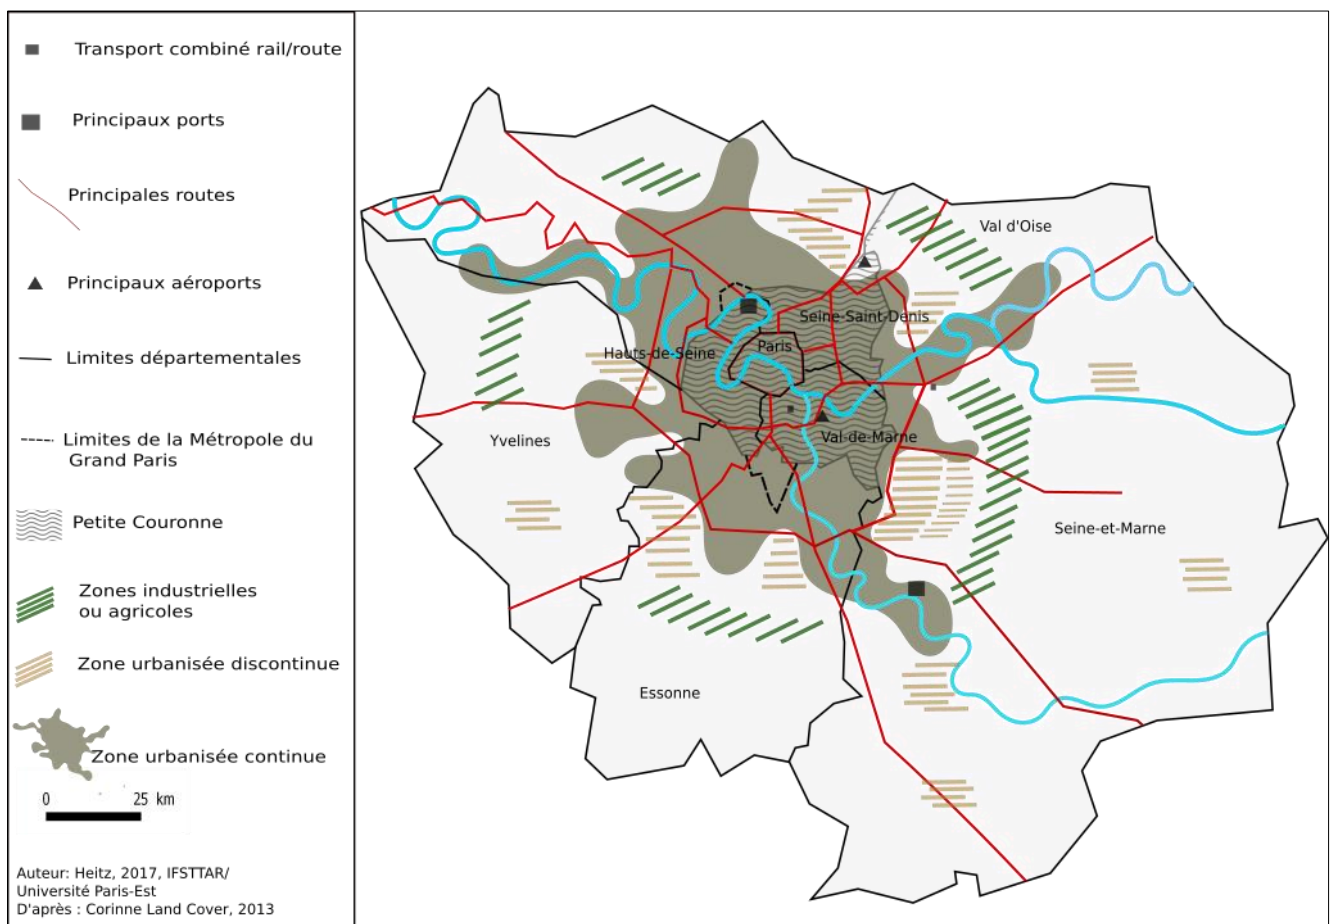 Transport combiné rail/route
Principaux ports
Principales routes
Principaux aéroports
Limites départementales
Limites de la Métropole du
Grand Paris
Petite Couronne
Zones industrielles
ou agricoles
Zone urbanisée discontinue
Zone urbanisée continue
0 25 km
Auteur: Heitz, 2017, IFSTTAR/
Université Paris-Est
D'après : Corinne Land Cover, 2013
Val d'Oise
Seine-Saint-Denis
Hauts-de-Seine
Paris
Yvelines
Val-de-Marne
Seine-et-Marne
Essonne